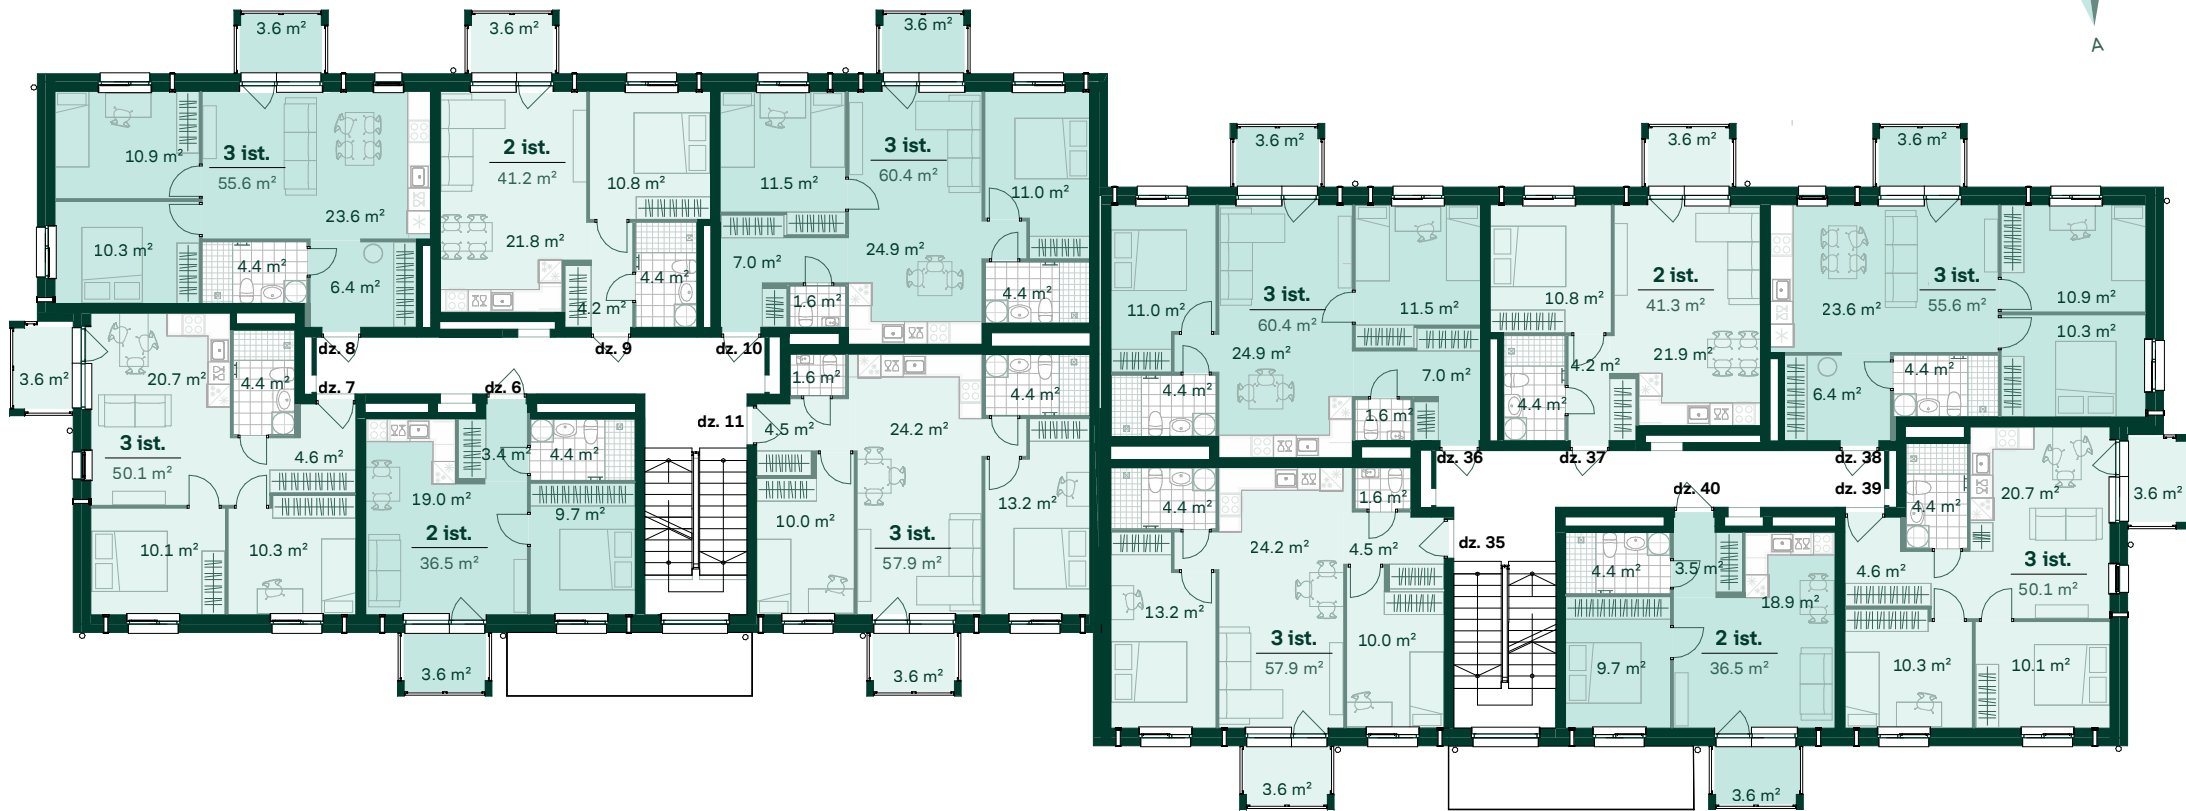 3.6 m²
3.6 m²
3.6 m²
A
10.9 m²
3 ist.
55.6 m²
23.6 m²
10.3 m²
4.4 m²
6.4 m²
2 ist.
41.2 m²
10.8 m²
21.8 m²
4.4 m²
4.2 m²
11.5 m²
3 ist.
60.4 m²
11.0 m²
7.0 m²
24.9 m²
1.6 m²
4.4 m²
dz. 8
dz. 9
dz. 10
dz. 7
dz. 6
dz. 11
3.6 m²
20.7 m²
4.4 m²
3 ist.
50.1 m²
4.6 m²
10.1 m²
10.3 m²
3.4 m²
4.4 m²
19.0 m²
2 ist.
36.5 m²
9.7 m²
3.6 m²
1.6 m²
4.5 m²
24.2 m²
4.4 m²
10.0 m²
3 ist.
57.9 m²
13.2 m²
3.6 m²
3.6 m²
3.6 m²
3.6 m²
11.0 m²
3 ist.
60.4 m²
11.5 m²
24.9 m²
7.0 m²
4.4 m²
1.6 m²
10.8 m²
2 ist.
41.3 m²
4.2 m²
21.9 m²
4.4 m²
23.6 m²
3 ist.
55.6 m²
10.9 m²
10.3 m²
6.4 m²
4.4 m²
dz. 36
dz. 37
dz. 38
dz. 40
dz. 39
dz. 35
4.4 m²
1.6 m²
24.2 m²
4.5 m²
13.2 m²
3 ist.
57.9 m²
10.0 m²
3.6 m²
4.4 m²
3.5 m²
18.9 m²
9.7 m²
2 ist.
36.5 m²
3.6 m²
4.4 m²
20.7 m²
3.6 m²
4.6 m²
3 ist.
50.1 m²
10.3 m²
10.1 m²